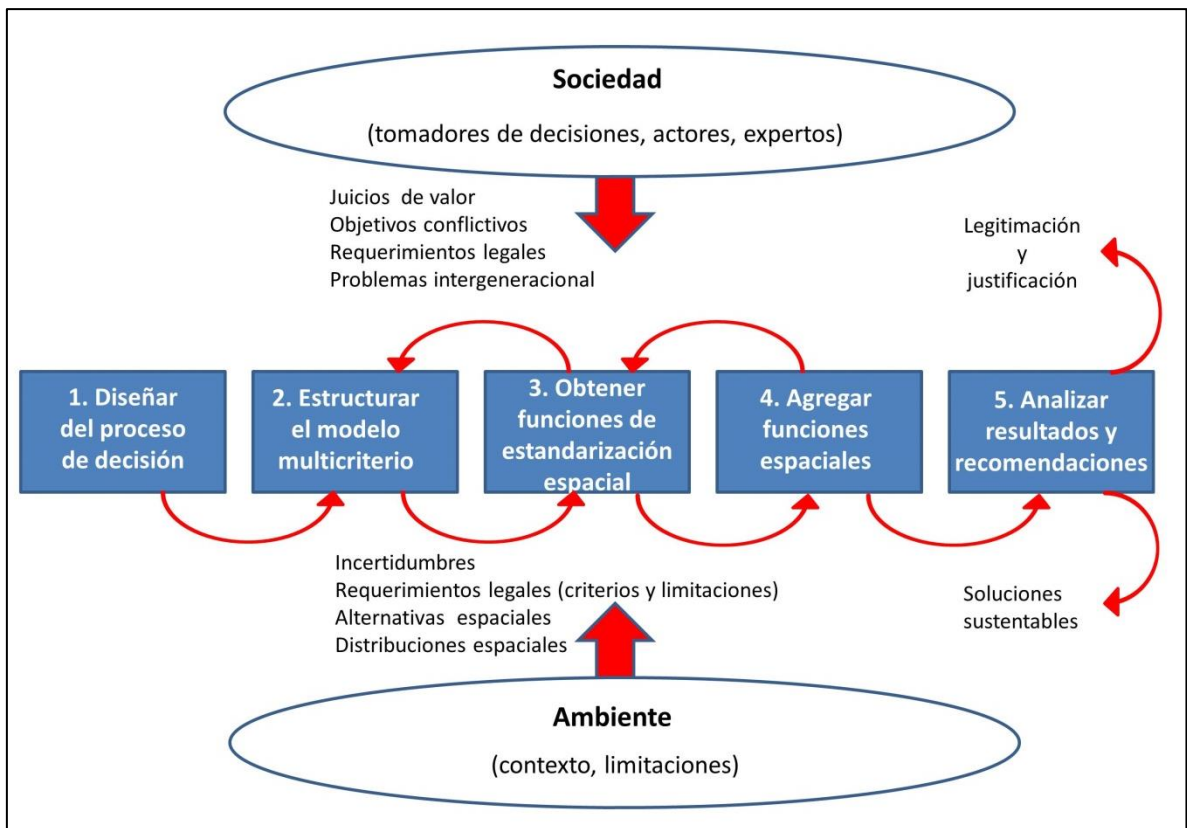 Sociedad
(tomadores de decisiones, actores, expertos)
Juicios de valor
Objetivos conflictivos
Requerimientos legales
Problemas intergeneracional
Legitimación
y
justificación
1. Diseñar
del proceso
de decisión
2. Estructurar
el modelo
multicriterio
3. Obtener
funciones de
estandarización
espacial
4. Agregar
funciones
espaciales
5. Analizar
resultados y
recomendaciones
Incertidumbres
Requerimientos legales (criterios y limitaciones)
Alternativas espaciales
Distribuciones espaciales
Soluciones
sustentables
Ambiente
(contexto, limitaciones)